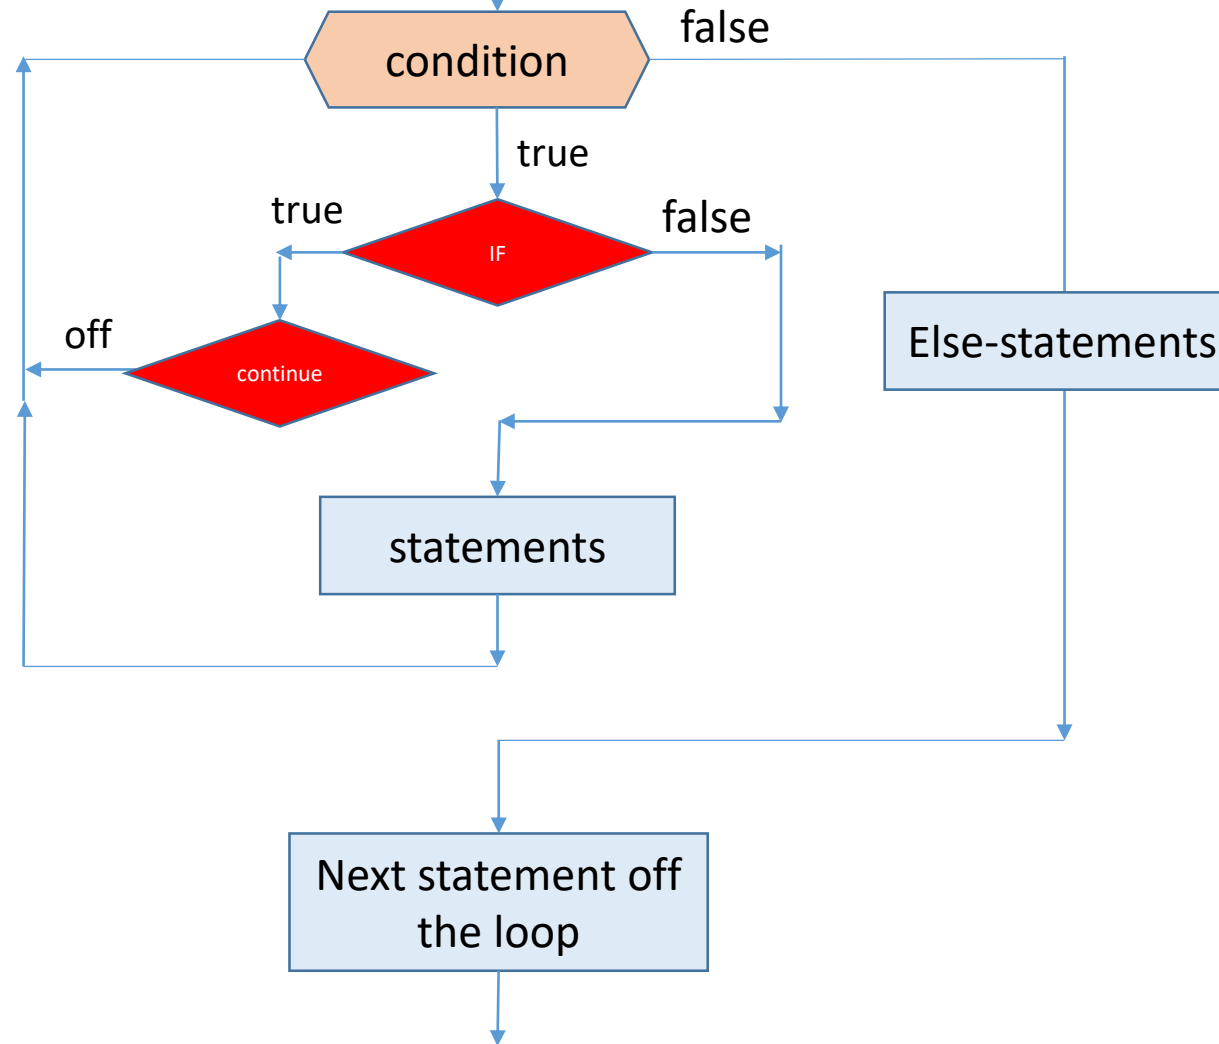 false
condition
true
true
false
IF
off
continue
Else-statements
statements
Next statement off
the loop